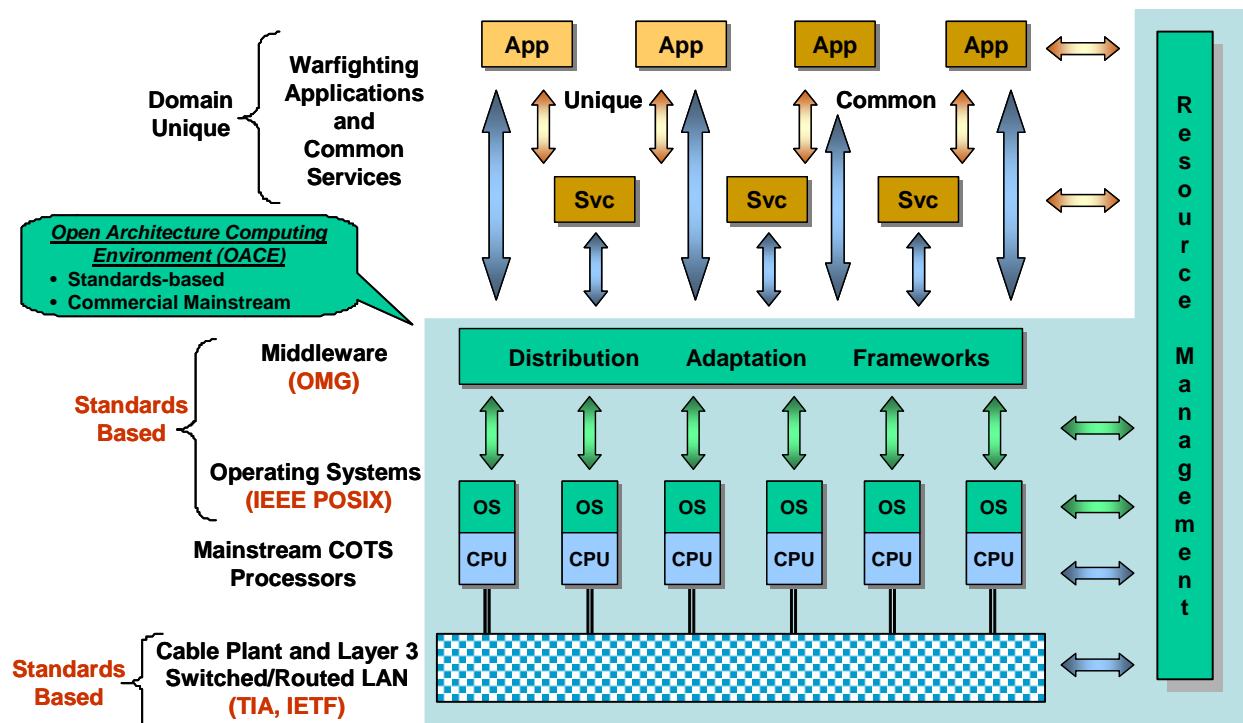 App App App App
Domain
Unique
Warfighting
Applications
and
Common
Services
Unique Common
Svc Svc Svc
Open Architecture Computing
Environment (OACE)
• Standards-based
• Commercial Mainstream
Middleware
(OMG)
Distribution Adaptation Frameworks
Standards
Based
Operating Systems
(IEEE POSIX)
OS OS OS OS OS OS
Mainstream COTS
Processors
CPU CPU CPU CPU CPU CPU
Standards
Based
Cable Plant and Layer 3
Switched/Routed LAN
(TIA, IETF)
Resource Management